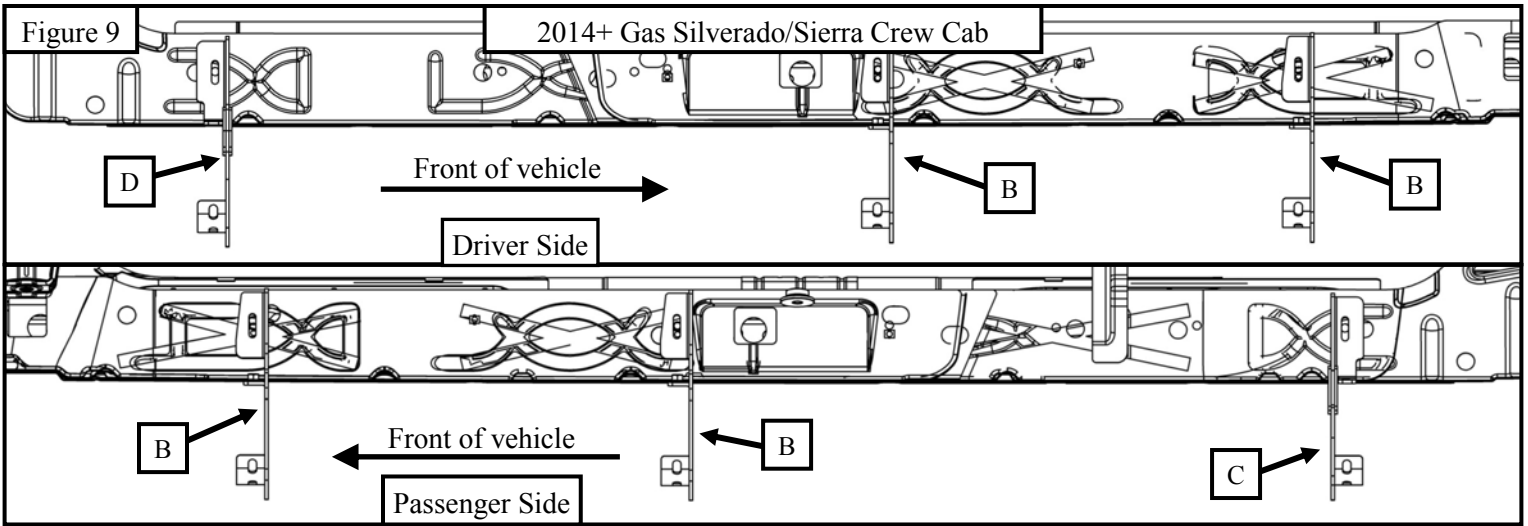 Figure 9
2014+ Gas Silverado/Sierra Crew Cab
D
Front of vehicle
B
B
Driver Side
B
Front of vehicle
B
C
Passenger Side